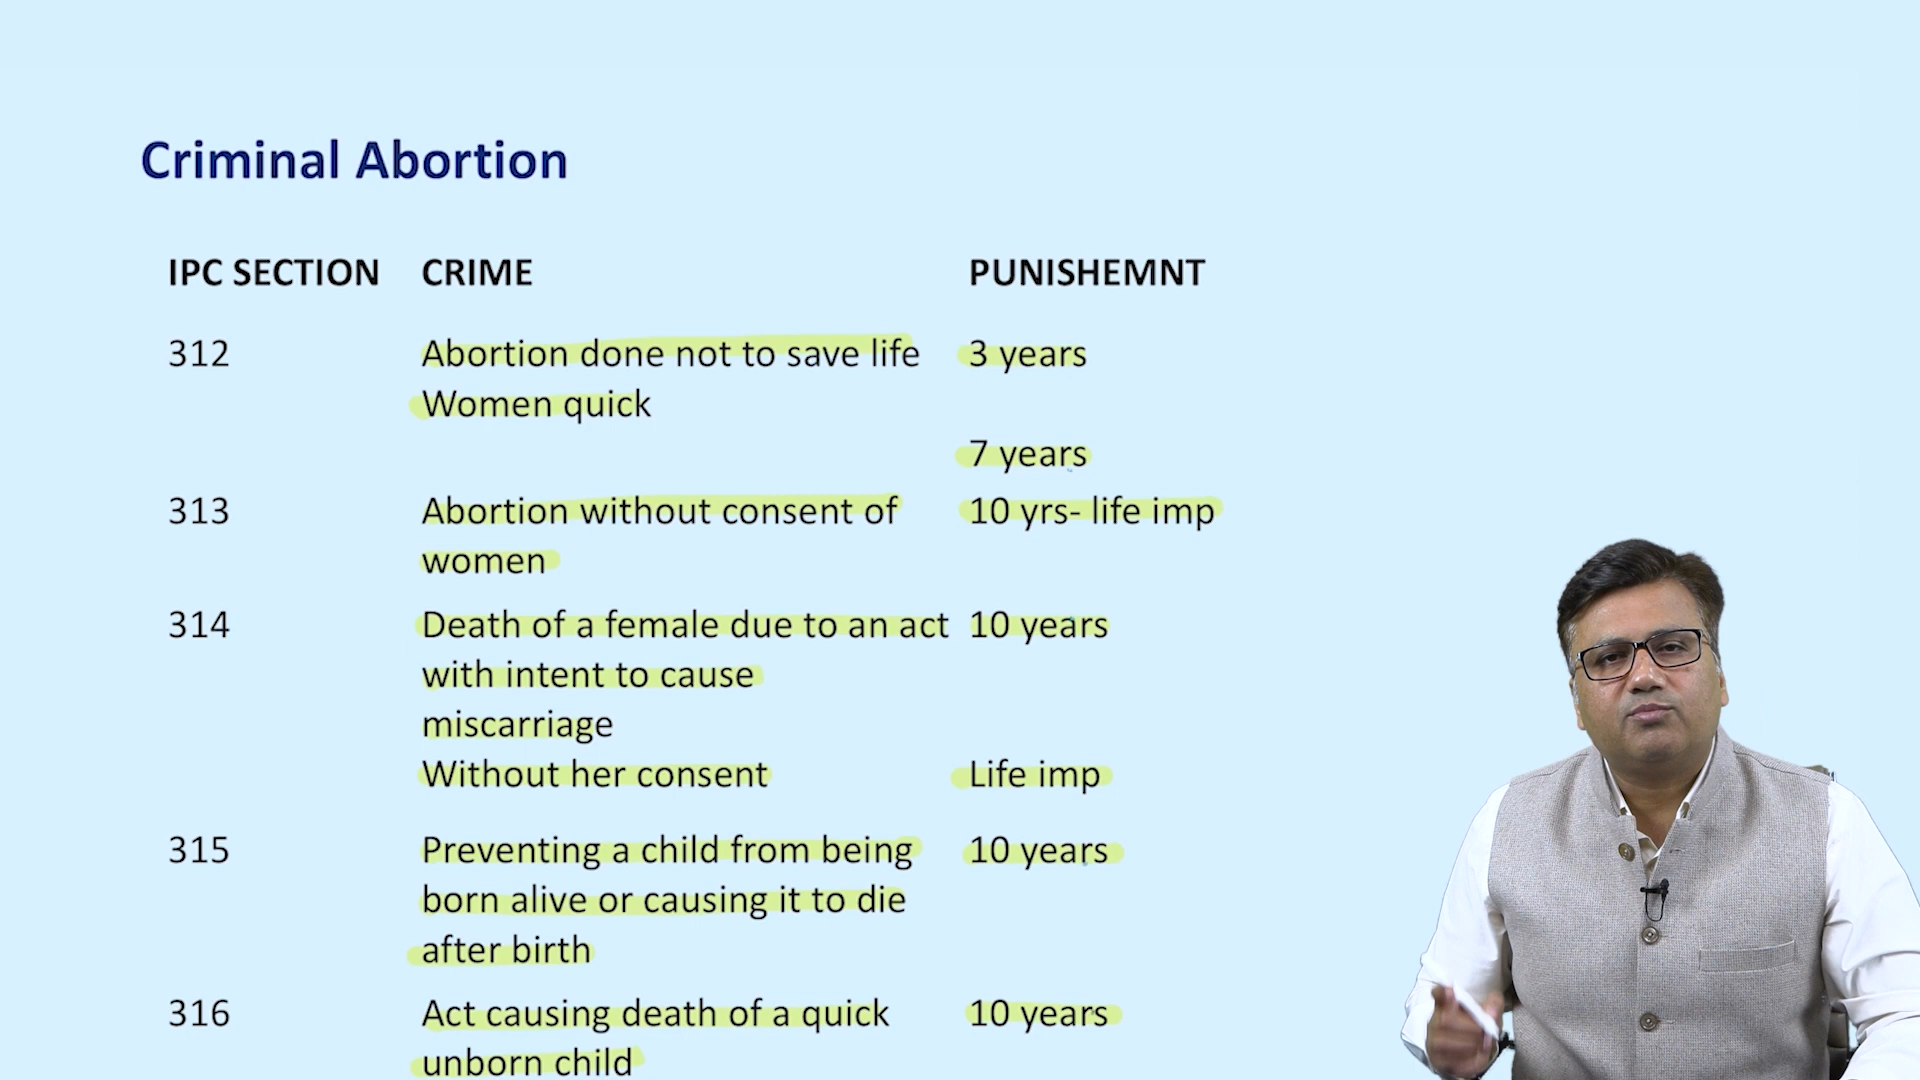 Criminal Abortion
IPC SECTION CRIME PUNISHEMNT
312 Abortion done not to save life 3 years
Women quick
7 years
313 Abortion without consent of 10 yrs- life imp
women
314 Death of a female due to an act 10 years
with intent to cause
miscarriage
Without her consent Life imp
315 Preventing a child from being 10 years
born alive or causing it to die
after birth
316 Act causing death of a quick 10 years
unborn child